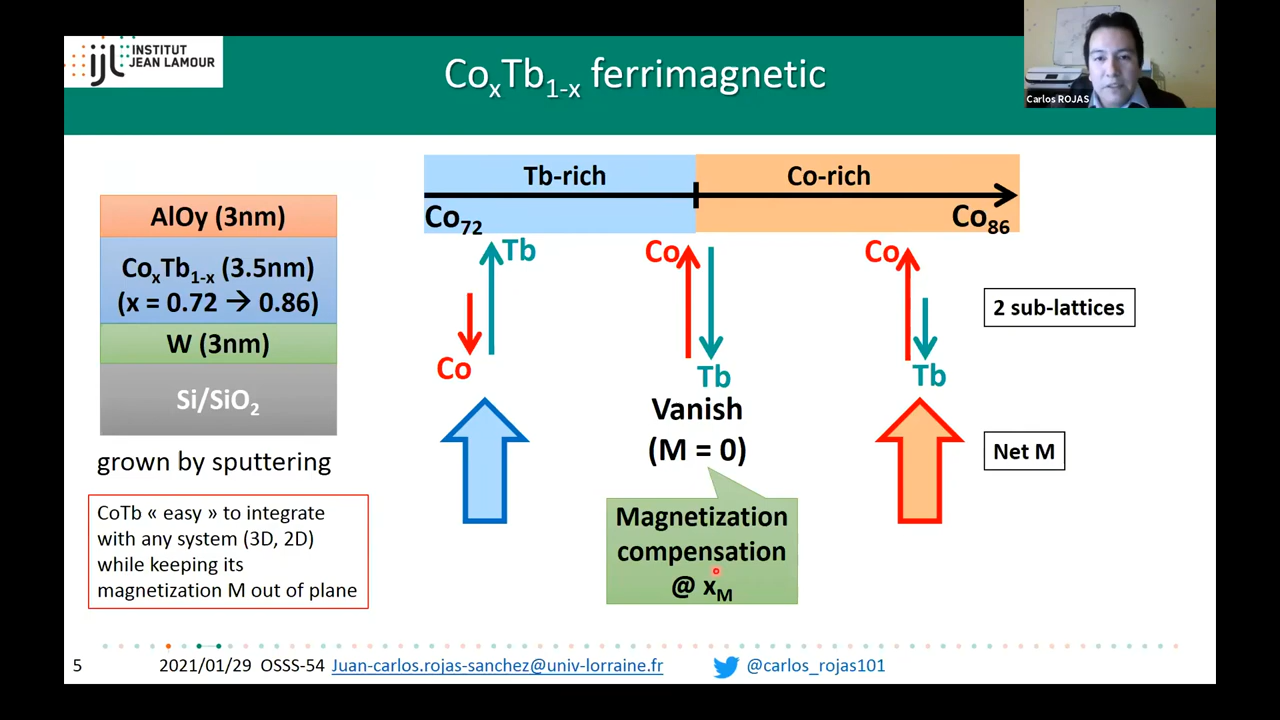 INSTITUT
JEAN LAMOUR
ijl
CoxTb1-x ferrimagnetic
Carlos ROJAS
Tb-rich
Co-rich
Co72
Co86
AlOy (3nm)
CoxTb1-x (3.5nm)
(x = 0.72 → 0.86)
W (3nm)
Si/SiO2
grown by sputtering
CoTb « easy » to integrate
with any system (3D, 2D)
while keeping its
magnetization M out of plane
Tb
Co
Co
Tb
Co
Tb
2 sub-lattices
Vanish
(M = 0)
Net M
Magnetization
compensation
@ xM
5 2021/01/29 OSSS-54 Juan-carlos.rojas-sanchez@univ-lorraine.fr @carlos_rojas101